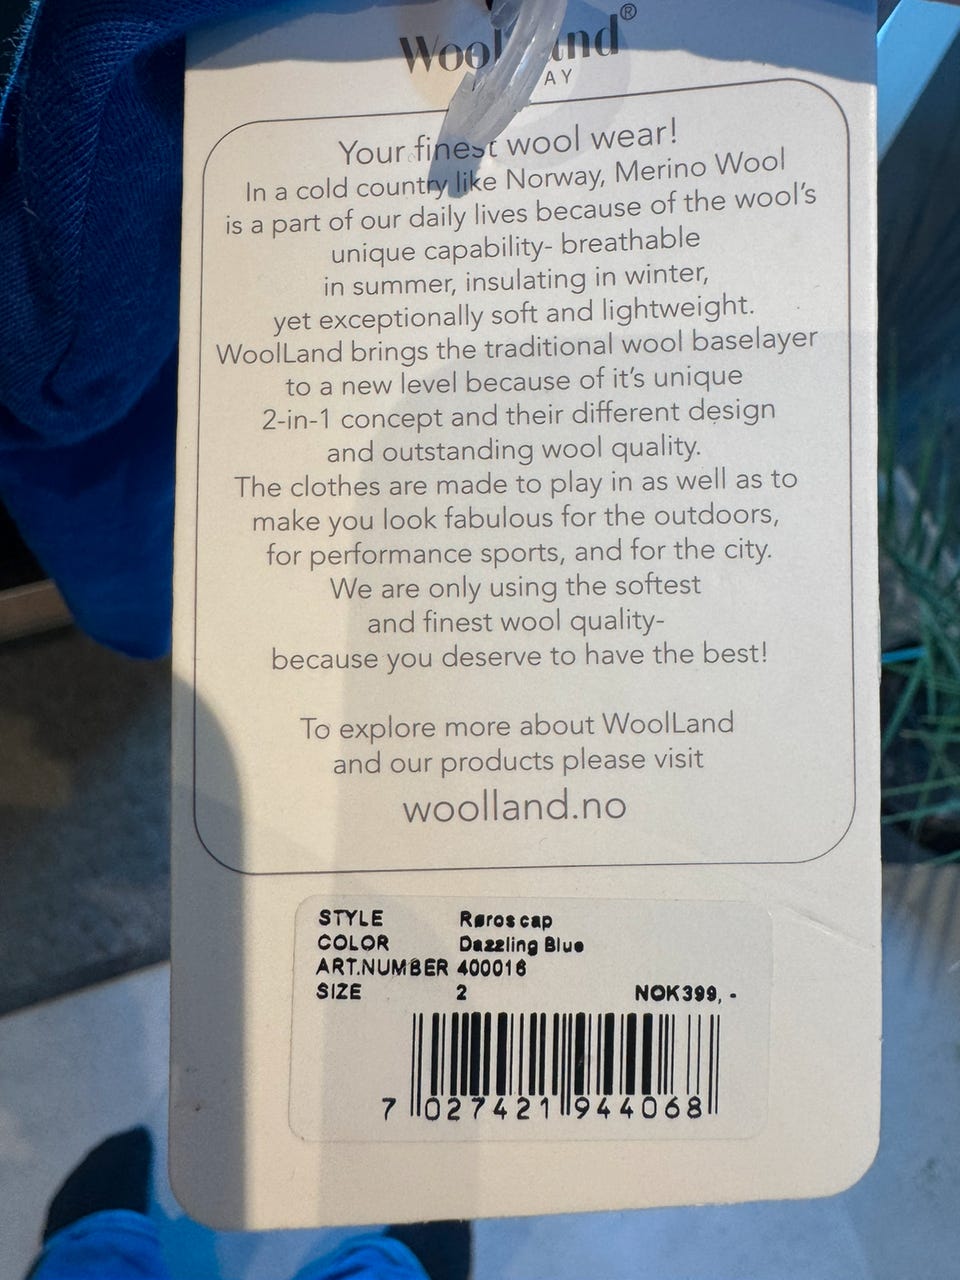 Your finest wool wear!
In a cold country like Norway, Merino Wool
is a part of our daily lives because of the wool's
unique capability- breathable
in summer, insulating in winter,
yet exceptionally soft and lightweight.
WoolLand brings the traditional wool baselayer
to a new level because of it's unique
2-in-1 concept and their different design
and outstanding wool quality.
The clothes are made to play in as well as to
make you look fabulous for the outdoors,
for performance sports, and for the city.
We are only using the softest
and finest wool quality-
because you deserve to have the best!
To explore more about WoolLand
and our products please visit
woolland.no
STYLE Røros cap
COLOR Dazzling Blue
ART.NUMBER 400016
SIZE 2 NOK 399, -
7 027421 944068